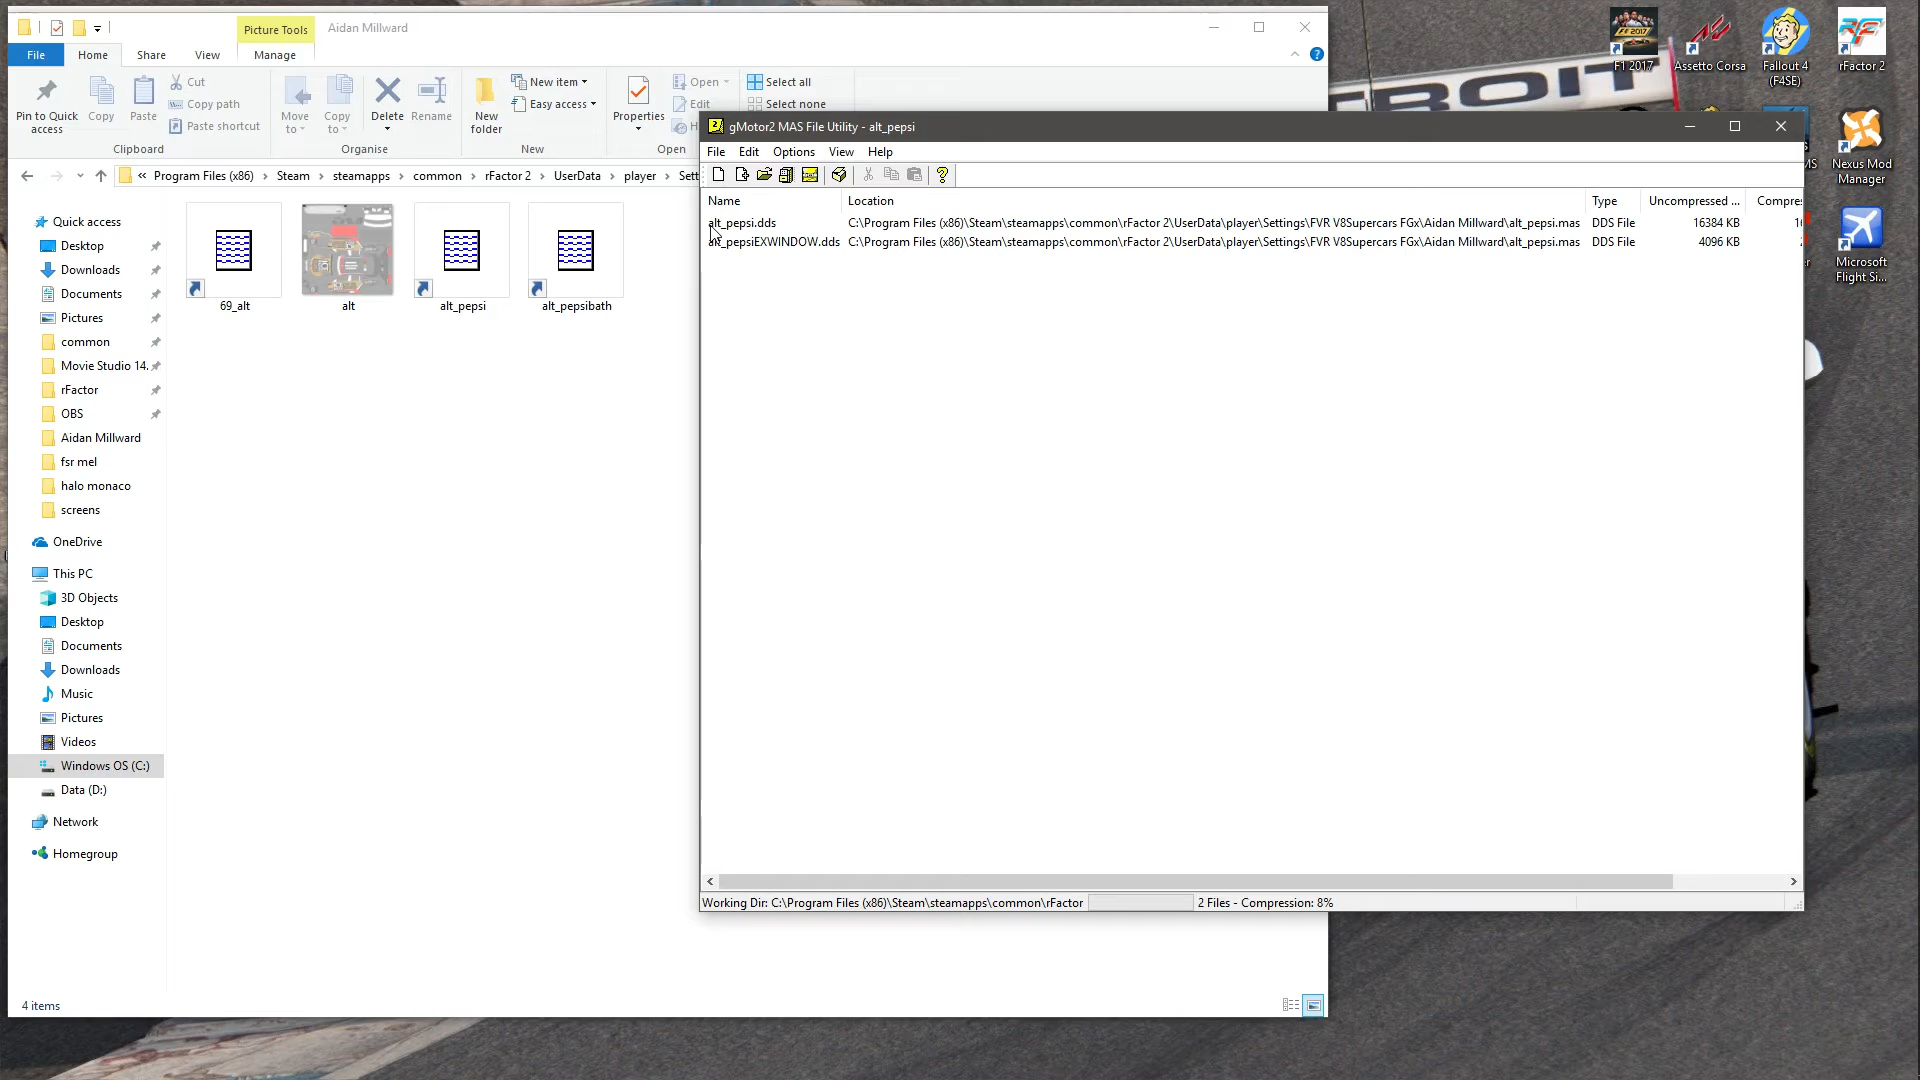 Picture Tools
Aidan Millward
File
Home
Share
View
Manage
Pin to Quick access
Copy
Paste
Cut
Copy path
Paste shortcut
Clipboard
Move to
Copy to
Delete
Rename
Organise
New folder
New item
Easy access
New
Properties
Open
Edit
H
Open
Select all
Select none
« Program Files (x86) > Steam > steamapps > common > rFactor 2 > UserData > player > Sett
Quick access
Desktop
Downloads
Documents
Pictures
common
Movie Studio 14.
rFactor
OBS
Aidan Millward
fsr mel
halo monaco
screens
OneDrive
This PC
3D Objects
Desktop
Documents
Downloads
Music
Pictures
Videos
Windows OS (C:)
Data (D:)
Network
Homegroup
69_alt
alt
alt_pepsi
alt_pepsibath
4 items
gMotor2 MAS File Utility - alt_pepsi
File Edit Options View Help
Name Location Type Uncompressed ... Compres
alt_pepsi.dds C:\Program Files (x86)\Steam\steamapps\common\rFactor 2\UserData\player\Settings\FVR V8Supercars FGx\Aidan Millward\alt_pepsi.mas DDS File 16384 KB
alt_pepsiEXWINDOW.dds C:\Program Files (x86)\Steam\steamapps\common\rFactor 2\UserData\player\Settings\FVR V8Supercars FGx\Aidan Millward\alt_pepsi.mas DDS File 4096 KB
Working Dir: C:\Program Files (x86)\Steam\steamapps\common\rFactor
2 Files - Compression: 8%
TROIT
F1 2017
Assetto Corsa
Fallout 4 (F4SE)
rFactor 2
MS
Nexus Mod Manager
er
Microsoft Flight Si...